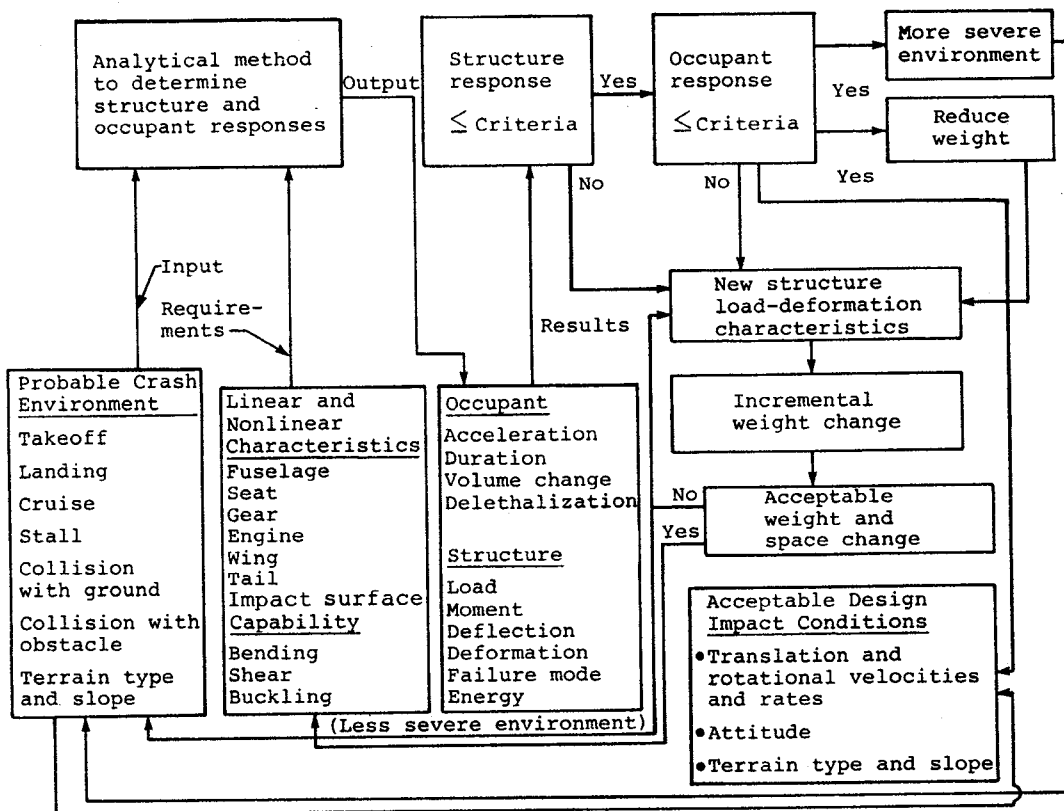 Analytical method
to determine
structure and
occupant responses
Output
Structure
response
≤ Criteria
Yes
Occupant
response
≤ Criteria
Yes
More severe
environment
Reduce
weight
Yes
No
No
Input
Require-
ments
Results
New structure
load-deformation
characteristics
Incremental
weight change
Acceptable
weight and
space change
No
Yes
Probable Crash
Environment
Takeoff
Landing
Cruise
Stall
Collision
with ground
Collision with
obstacle
Terrain type
and slope
Linear and
Nonlinear
Characteristics
Fuselage
Seat
Gear
Engine
Wing
Tail
Impact surface
Capability
Bending
Shear
Buckling
Occupant
Acceleration
Duration
Volume change
Delethalization
Structure
Load
Moment
Deflection
Deformation
Failure mode
Energy
(Less severe environment)
Acceptable Design
Impact Conditions
•Translation and
rotational velocities
and rates
•Attitude
•Terrain type and slope